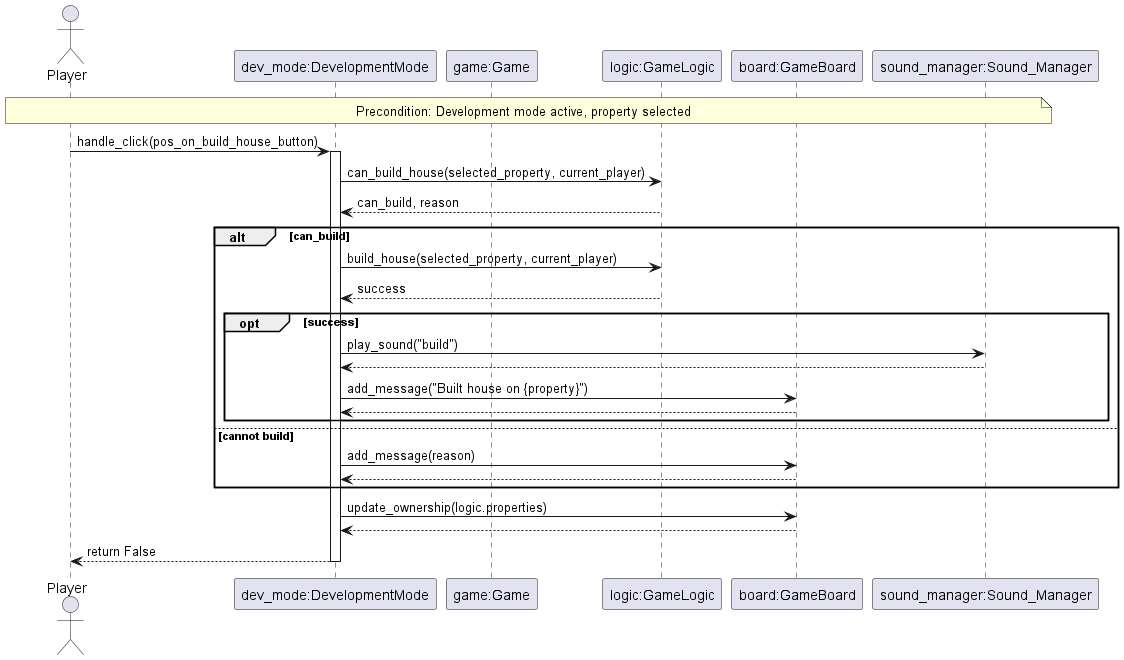 Player
dev_mode:DevelopmentMode
game:Game
logic:GameLogic
board:GameBoard
sound_manager:Sound_Manager
Precondition: Development mode active, property selected
handle_click(pos_on_build_house_button)
can_build_house(selected_property, current_player)
can_build, reason
alt
[can_build]
build_house(selected_property, current_player)
success
opt
[success]
play_sound("build")
add_message("Built house on {property}")
[cannot build]
add_message(reason)
update_ownership(logic.properties)
return False
Player
dev_mode:DevelopmentMode
game:Game
logic:GameLogic
board:GameBoard
sound_manager:Sound_Manager